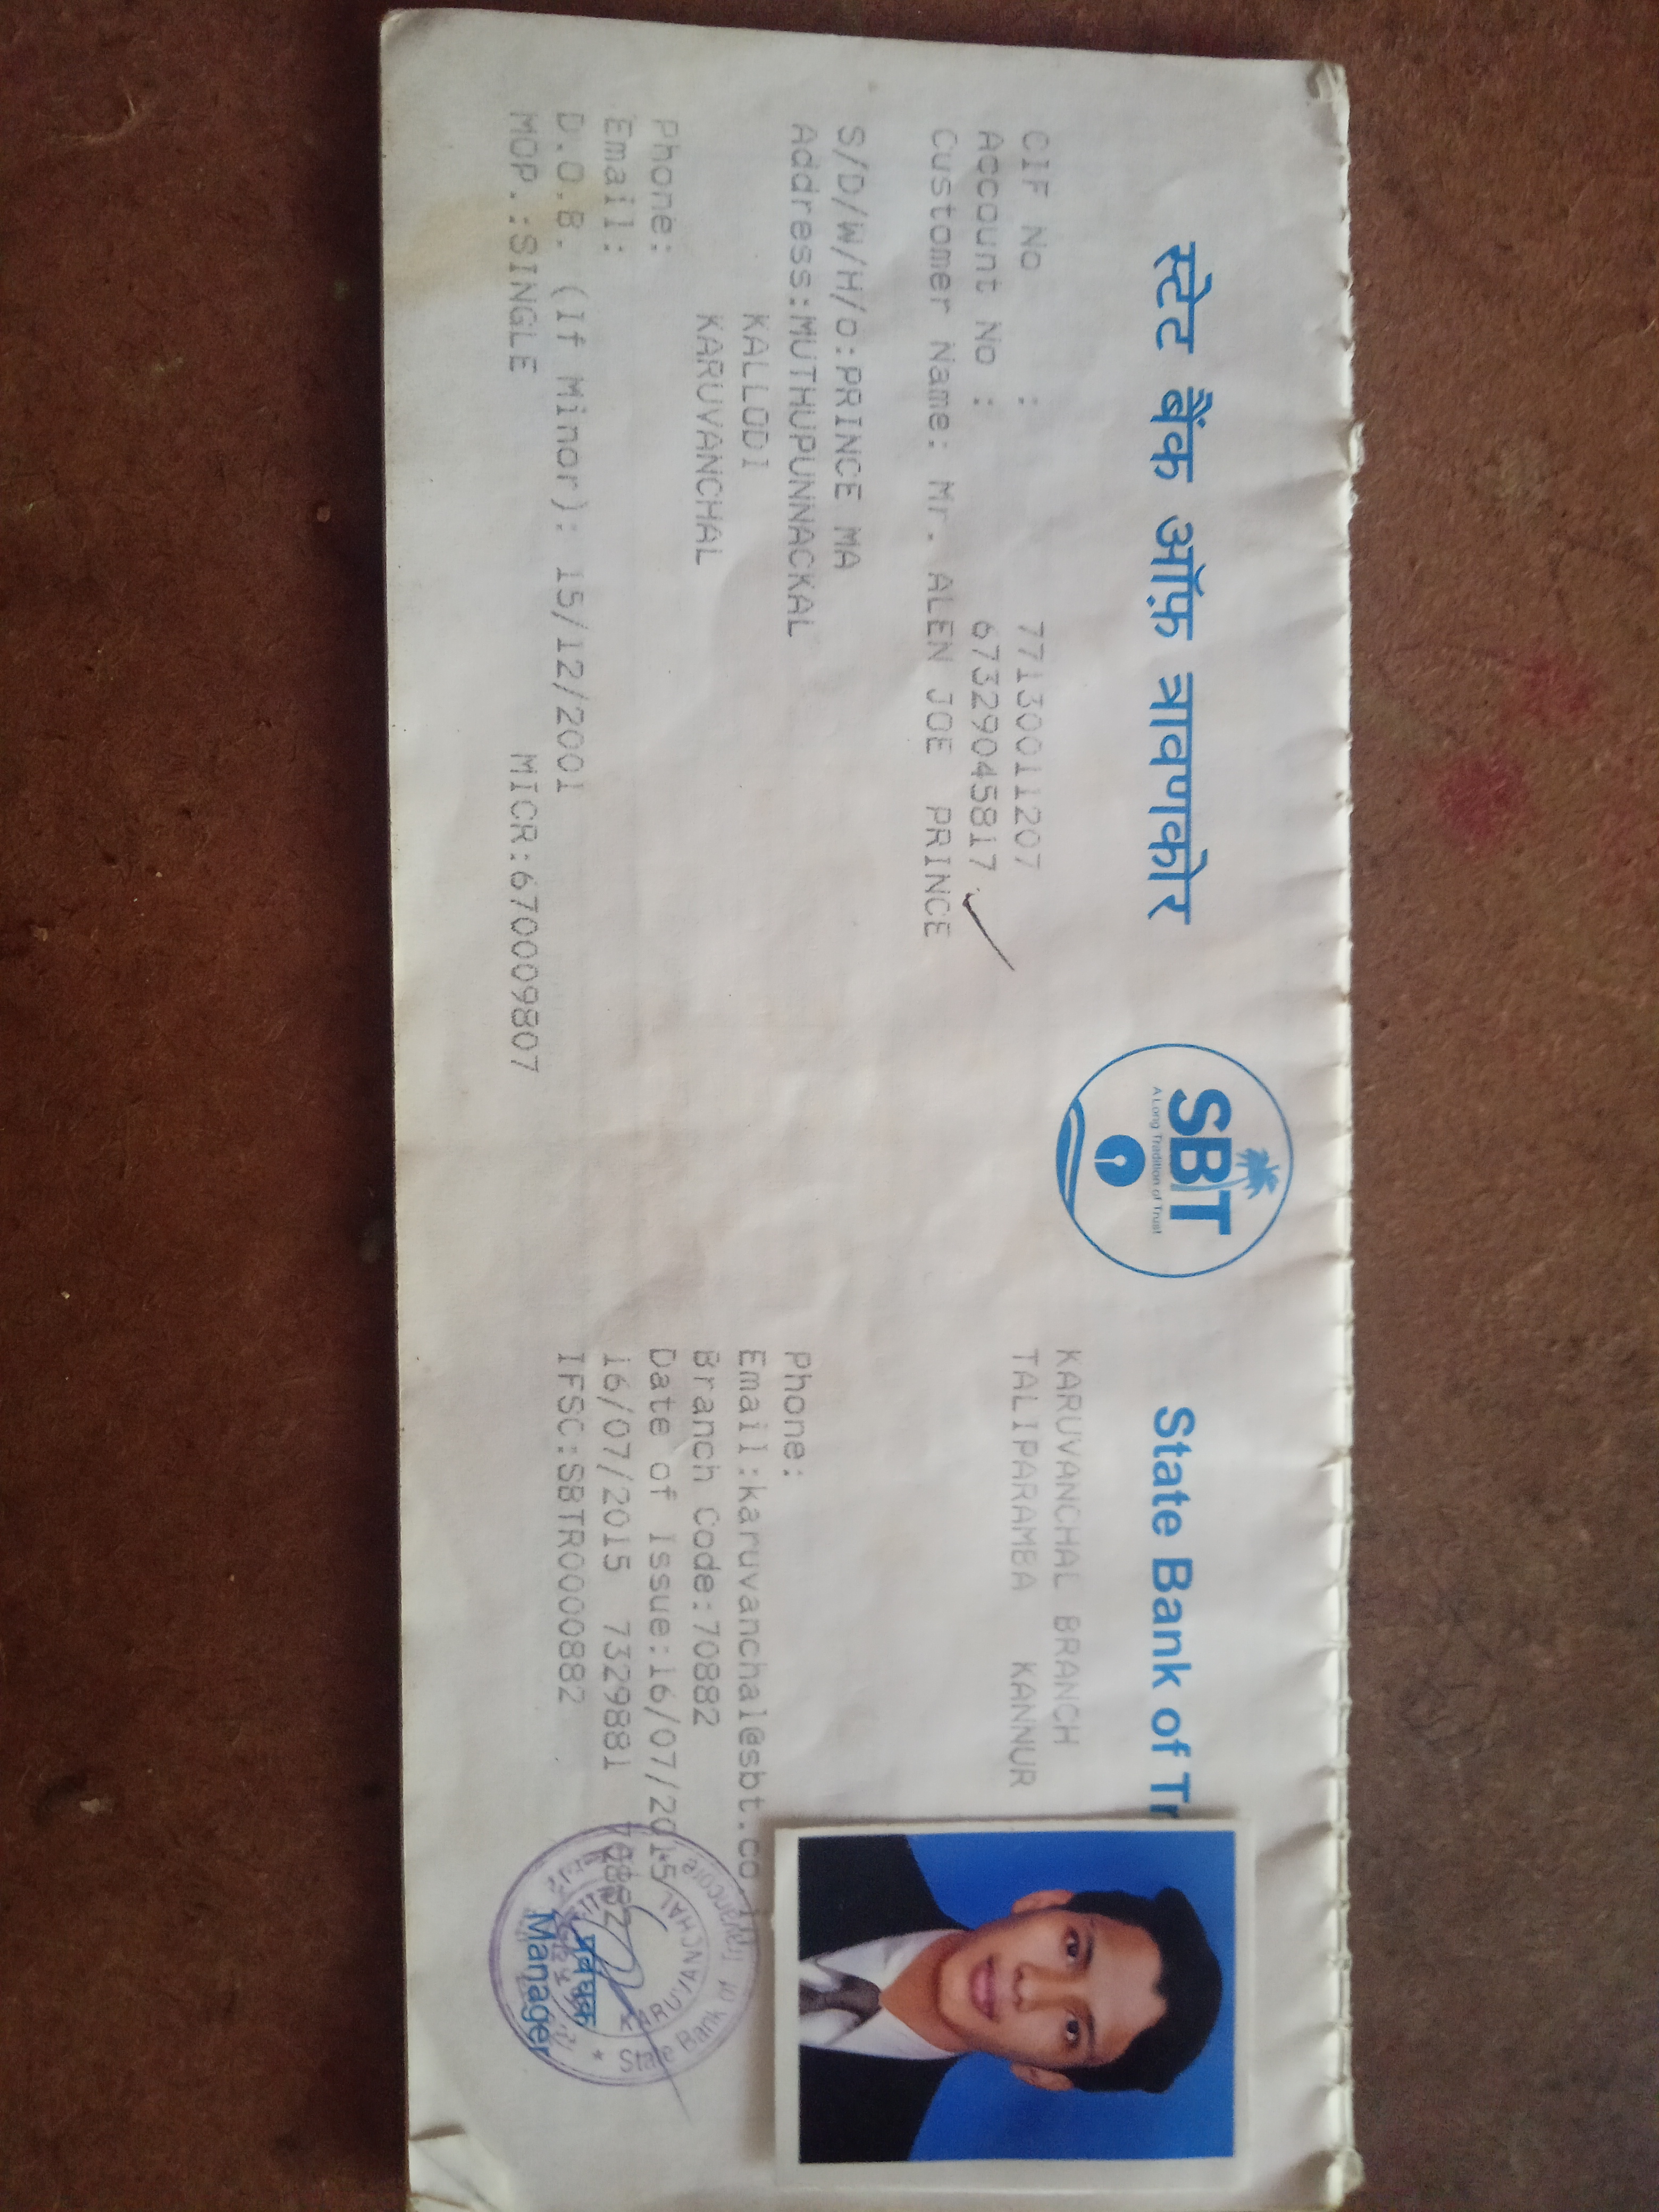 स्टेट बैंक ऑफ़ त्रावणकोर
SBT
A Long Tradition of Trust
State Bank of Tr
CIF No : 77130011207
Account No : 67329045817
Customer Name: Mr. ALEN JOE PRINCE
S/D/W/H/o:PRINCE MA
Address:MUTHUPUNNACKAL
KALLODI
KARUVANCHAL
Phone:
Email:
D.O.B. (If Minor): 15/12/2001
MOP.:SINGLE MICR:670009807
KARUVANCHAL BRANCH
TALIPARAMBA KANNUR
Phone:
Email:karuvanchal@sbt.co
Branch Code:70882
Date of Issue:16/07/2015
16/07/2015 7329881 70882
IFSC:SBTR0000882
प्रबंधक
Manager
State Bank of Travancore
KARUVANCHAL